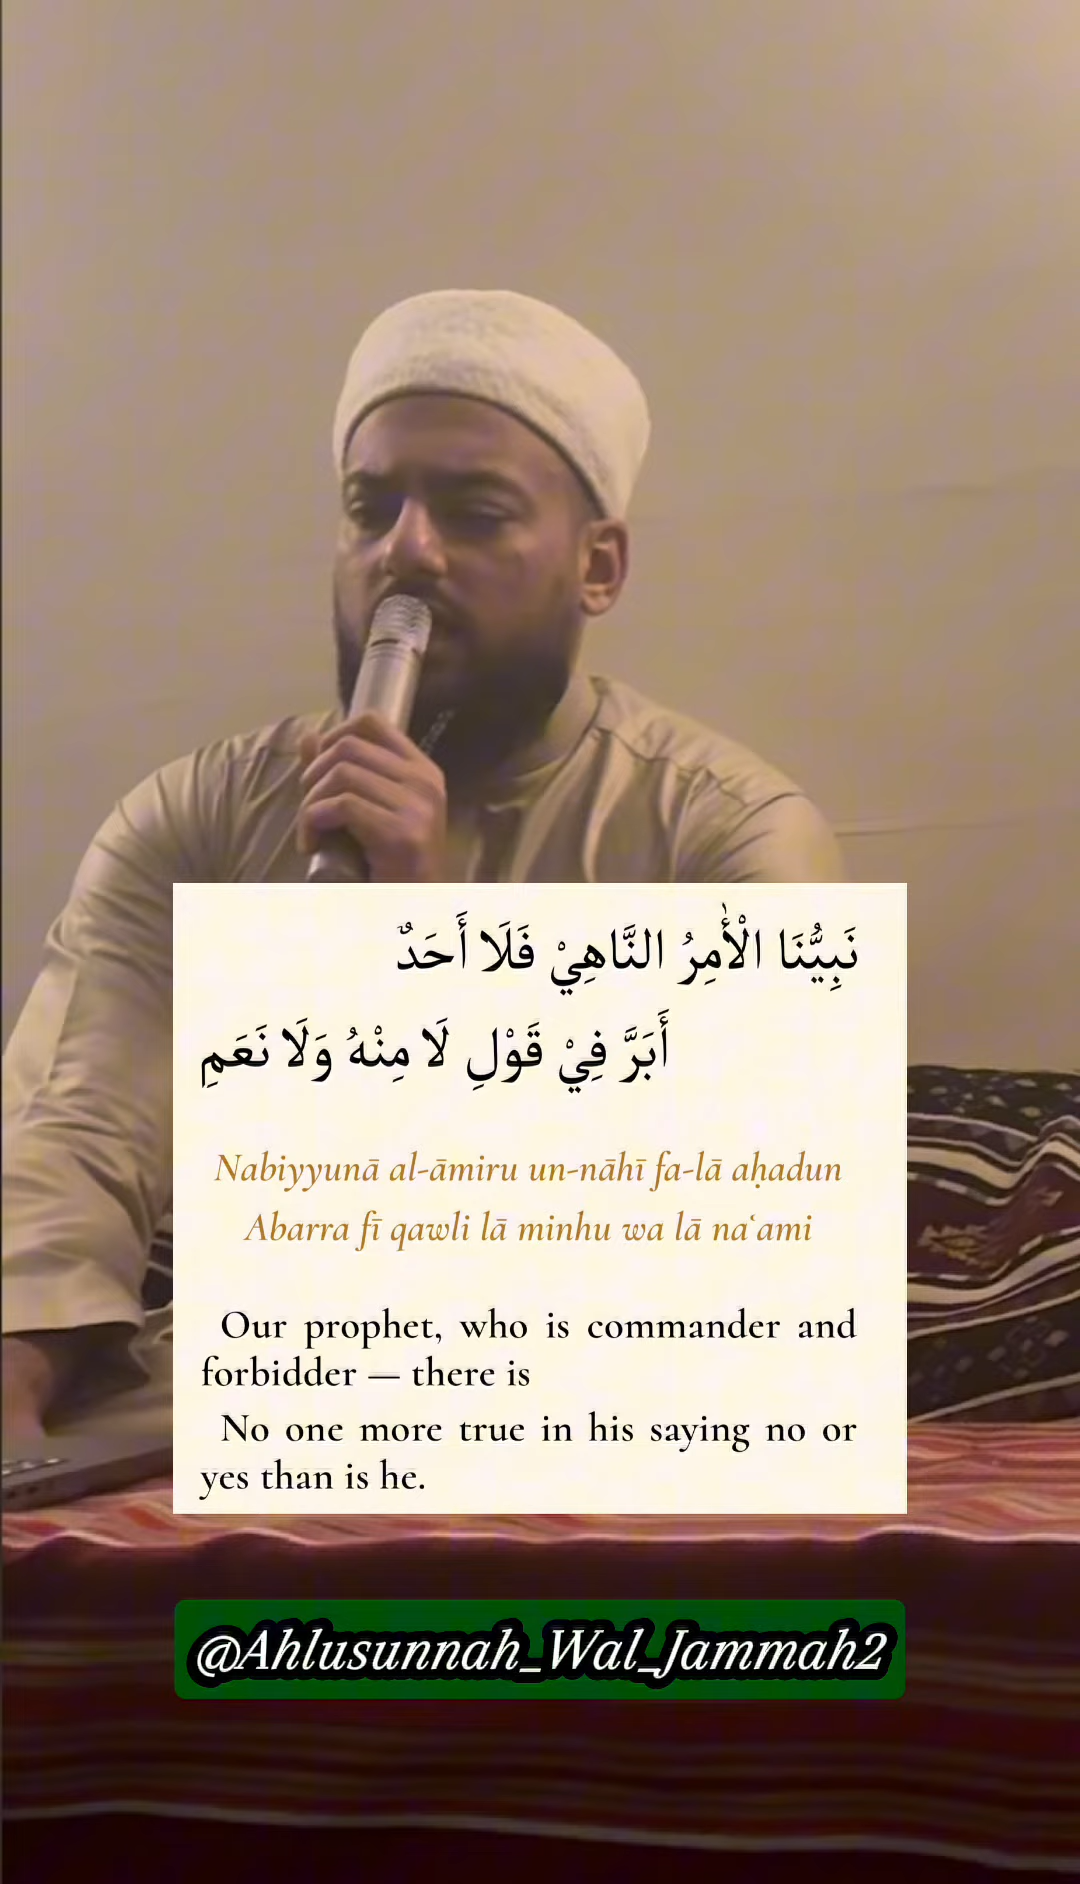 نَبِيُّنَا الْأٰمِرُ النَّاهِيْ فَلَا أَحَدٌ
أَبَرَّ فِيْ قَوْلِ لَا مِنْهُ وَلَا نَعَمِ
Nabiyyunā al-āmiru un-nāhī fa-lā aḥadun
Abarra fī qawli lā minhu wa lā naʿami
Our prophet, who is commander and
forbidder — there is
No one more true in his saying no or
yes than is he.
@Ahlusunnah_Wal_Jammah2